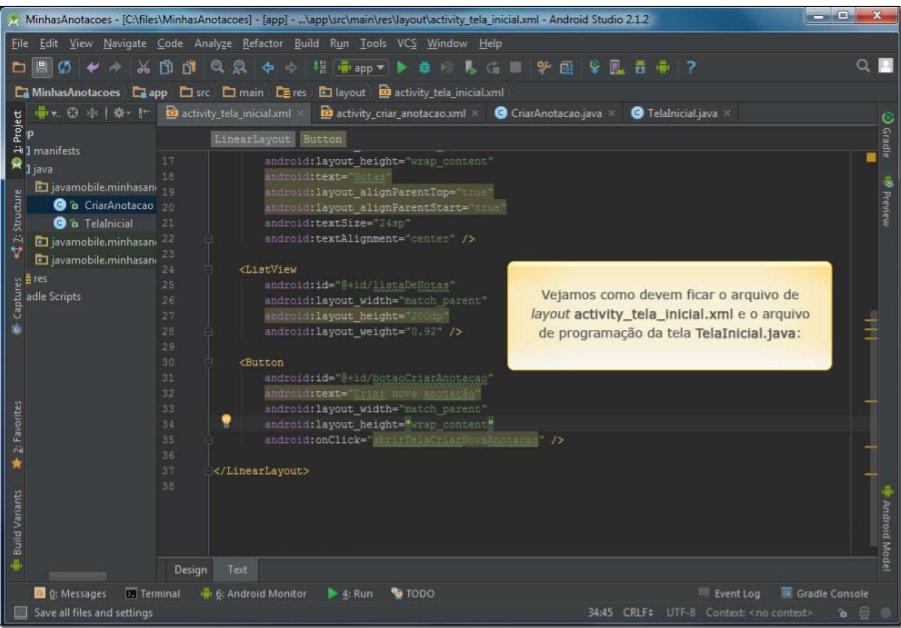 MinhasAnotacoes - [C:\files\MinhasAnotacoes] - [app] - ...\app\src\main\res\layout\activity_tela_inicial.xml - Android Studio 2.1.2
File Edit View Navigate Code Analyze Refactor Build Run Tools VCS Window Help
app
MinhasAnotacoes app src main res layout activity_tela_inicial.xml
activity_tela_inicial.xml × activity_criar_anotacao.xml × CriarAnotacao.java × TelaInicial.java ×
LinearLayout Button
1: Project
Z: Structure
Captures
2: Favorites
Build Variants
p
manifests
java
javamobile.minhasan
CriarAnotacao
TelaInicial
javamobile.minhasan
javamobile.minhasan
res
adle Scripts
17 android:layout_height="wrap_content"
18 android:text="Notas"
19 android:layout_alignParentTop="true"
20 android:layout_alignParentStart="true"
21 android:textSize="24sp"
22 android:textAlignment="center" />
23
24 <ListView
25 android:id="@+id/listaDeNotas"
26 android:layout_width="match_parent"
27 android:layout_height="200dp"
28 android:layout_weight="0.92" />
29
30 <Button
31 android:id="@+id/botaoCriarAnotacao"
32 android:text="Criar nova anotação"
33 android:layout_width="match_parent"
34 android:layout_height="wrap_content"
35 android:onClick="abrirTelaCriarNovaAnotacao" />
36
37 </LinearLayout>
38
Vejamos como devem ficar o arquivo de
layout activity_tela_inicial.xml e o arquivo
de programação da tela TelaInicial.java:
Gradle
Preview
Android Model
Design Text
0: Messages Terminal 6: Android Monitor 4: Run TODO Event Log Gradle Console
Save all files and settings 34:45 CRLF UTF-8 Context: <no context>